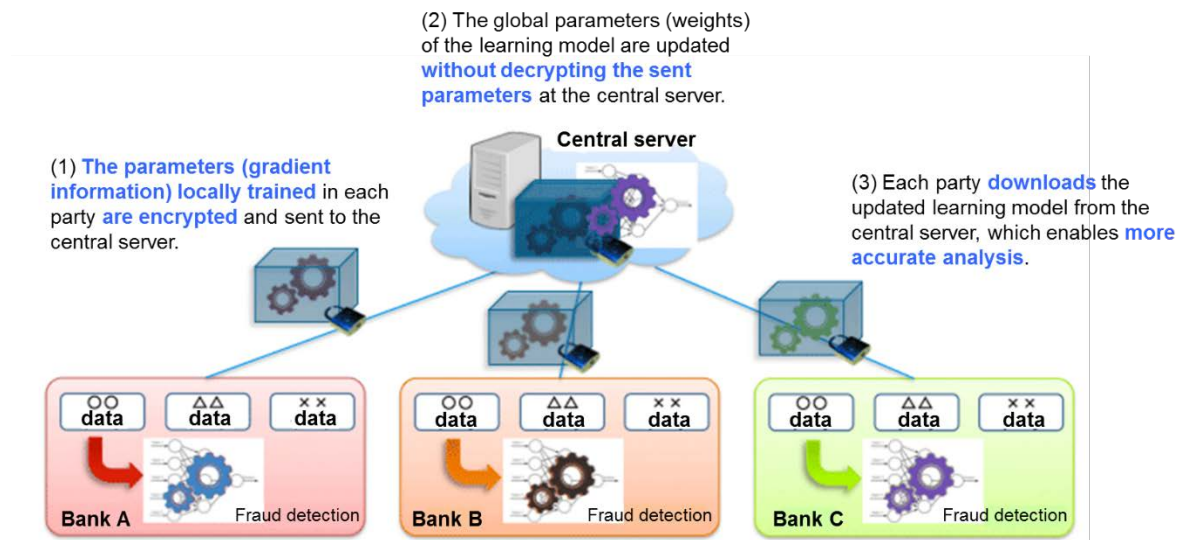 (2) The global parameters (weights)
of the learning model are updated
without decrypting the sent
parameters at the central server.
Central server
(1) The parameters (gradient
information) locally trained in each
party are encrypted and sent to the
central server.
(3) Each party downloads the
updated learning model from the
central server, which enables more
accurate analysis.
○○ △△ ××
data data data
Bank A Fraud detection
○○ △△ ××
data data data
Bank B Fraud detection
○○ △△ ××
data data data
Bank C Fraud detection